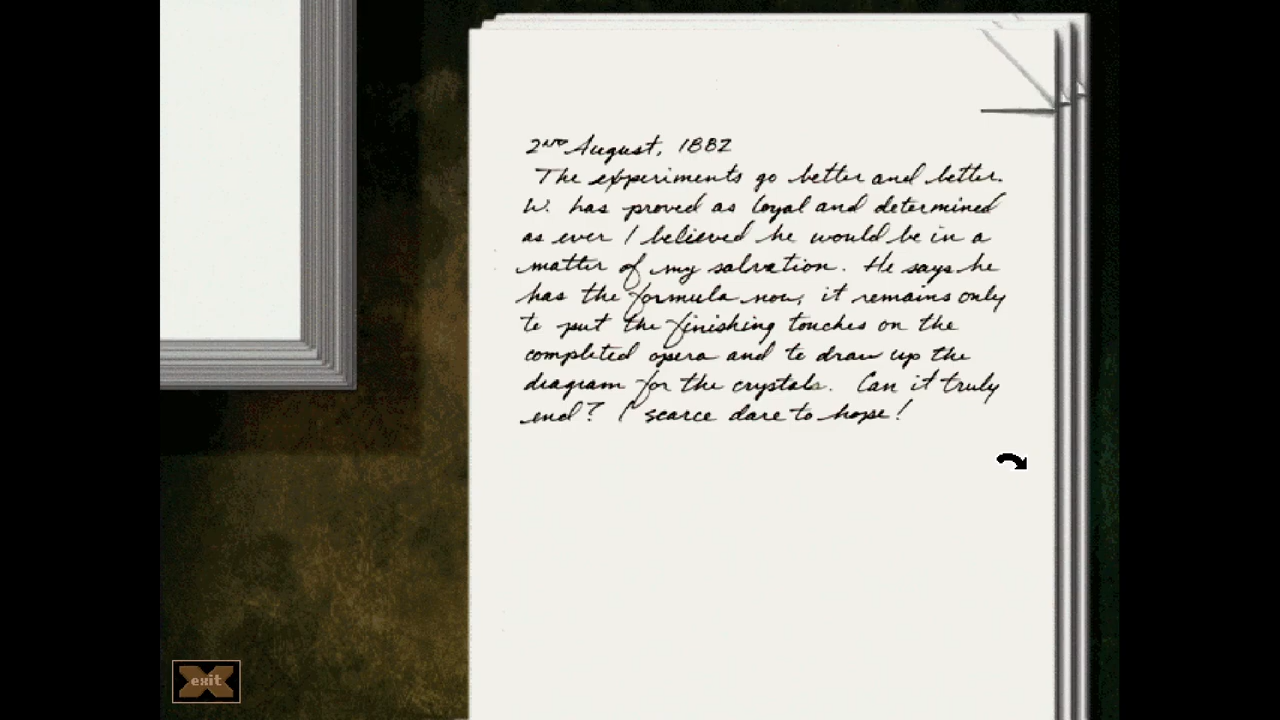 2ND August, 1882
The experiments go better and better.
W. has proved as loyal and determined
as ever I believed he would be in a
matter of my salvation. He says he
has the formula now, it remains only
to put the finishing touches on the
completed opera and to draw up the
diagram for the crystals. Can it truly
end? I scarce dare to hope!
exit